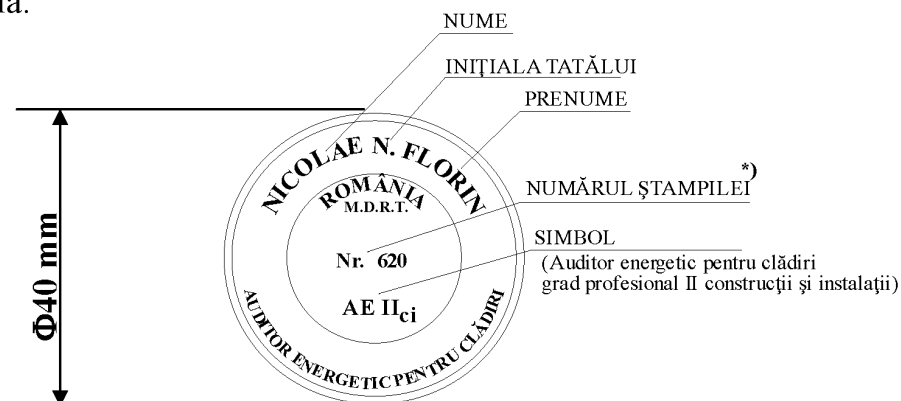 ia.
NUME
INIŢIALA TATĂLUI
PRENUME
NUMĂRUL ŞTAMPILEI*)
SIMBOL
(Auditor energetic pentru clădiri
grad profesional II construcţii şi instalaţii)
Φ40 mm
NICOLAE N. FLORIN
ROMÂNIA
M.D.R.T.
Nr. 620
AE IIci
AUDITOR ENERGETIC PENTRU CLĂDIRI